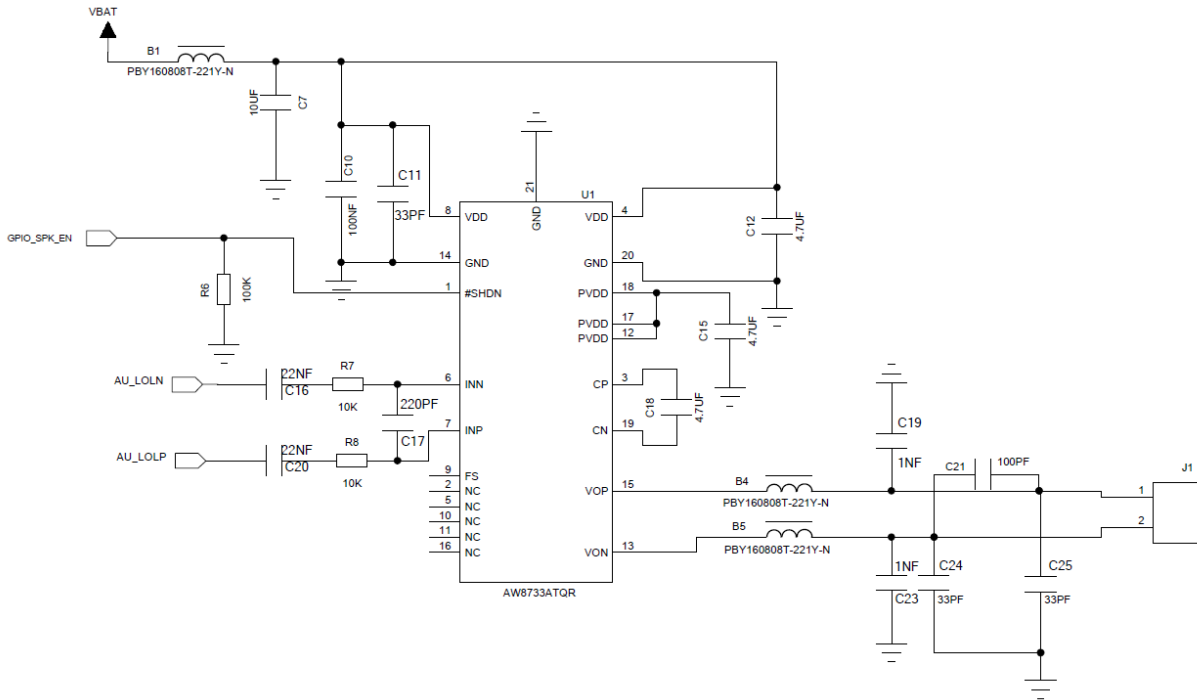 VBAT
B1
PBY160808T-221Y-N
10UF
C7
C10
100NF
C11
33PF
21
GND
U1
8
VDD
VDD
4
C12
4.7UF
GPIO_SPK_EN
R6
100K
14
GND
GND
20
1
#SHDN
PVDD
18
PVDD
17
PVDD
12
C15
4.7UF
AU_LOLN
22NF
C16
R7
10K
6
INN
CP
3
C18
4.7UF
220PF
C17
AU_LOLP
22NF
C20
R8
10K
7
INP
CN
19
C19
1NF
9
FS
2
NC
5
NC
10
NC
11
NC
16
NC
VOP
15
B4
PBY160808T-221Y-N
C21
100PF
J1
1
2
VON
13
B5
PBY160808T-221Y-N
1NF
C23
C24
33PF
C25
33PF
AW8733ATQR